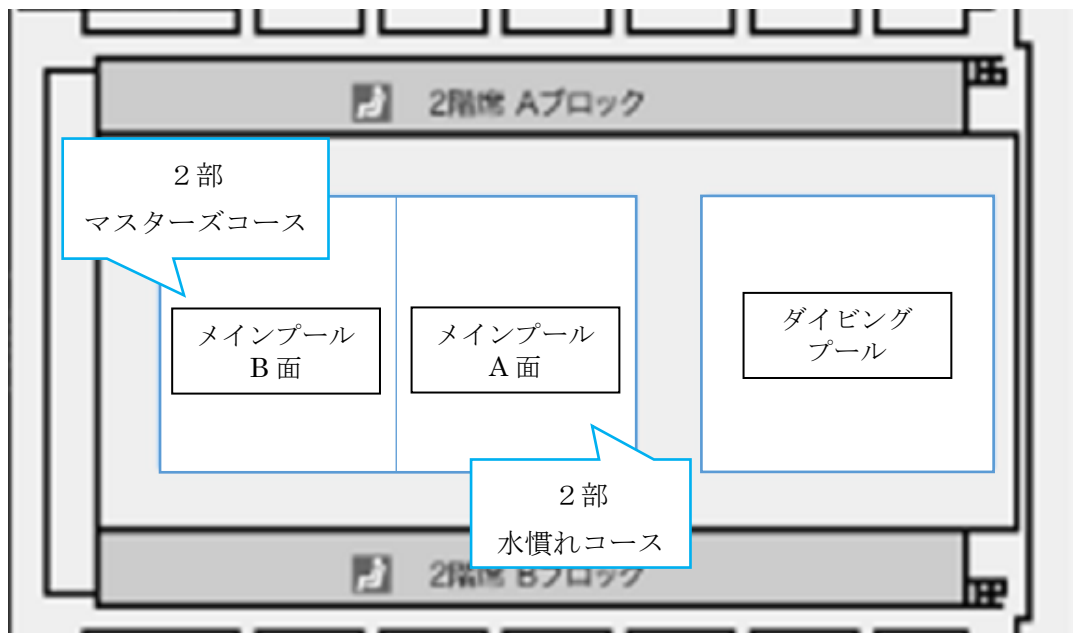 2階席 Aブロック
２部
マスターズコース
メインプール
B 面
メインプール
A 面
ダイビング
プール
２部
水慣れコース
2階席 Bブロック